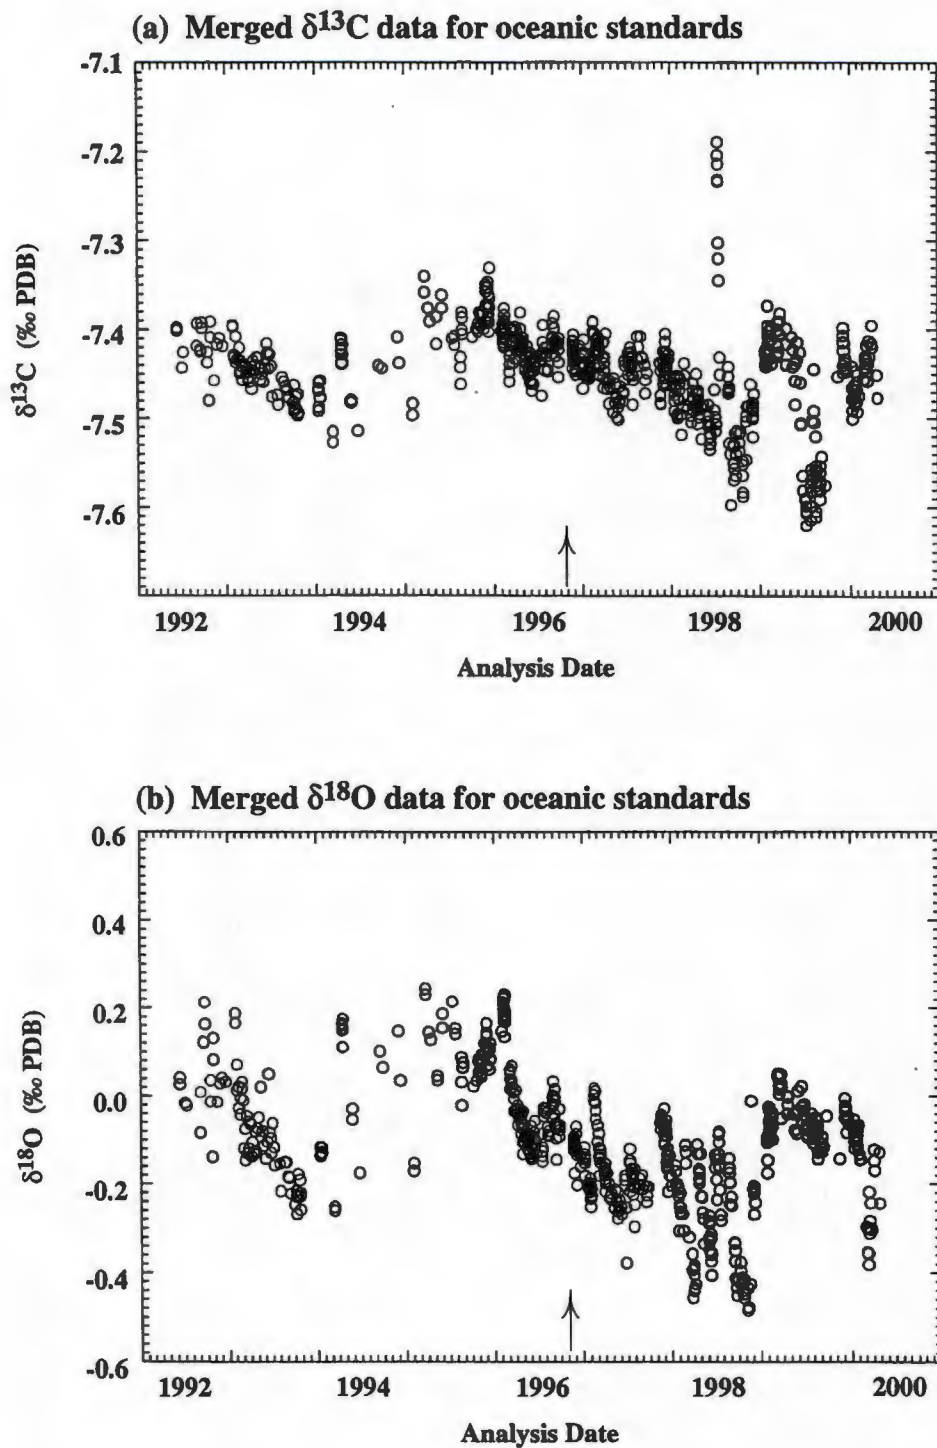 (a) Merged δ¹³C data for oceanic standards
-7.1
-7.2
-7.3
-7.4
-7.5
-7.6
δ¹³C (‰ PDB)
1992 1994 1996 1998 2000
Analysis Date
(b) Merged δ¹⁸O data for oceanic standards
0.6
0.4
0.2
0.0
-0.2
-0.4
-0.6
δ¹⁸O (‰ PDB)
1992 1994 1996 1998 2000
Analysis Date